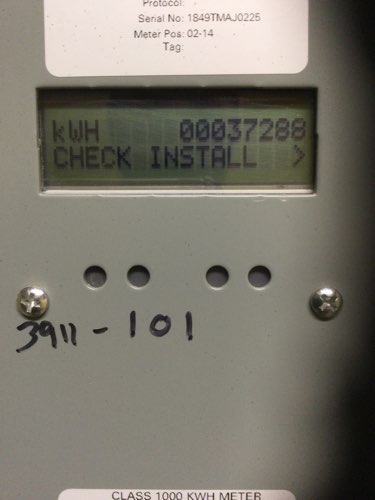 Protocol:
Serial No: 1849TMAJ0225
Meter Pos: 02-14
Tag:
kWH 00037288
CHECK INSTALL >
3911-101
CLASS 1000 KWH METER